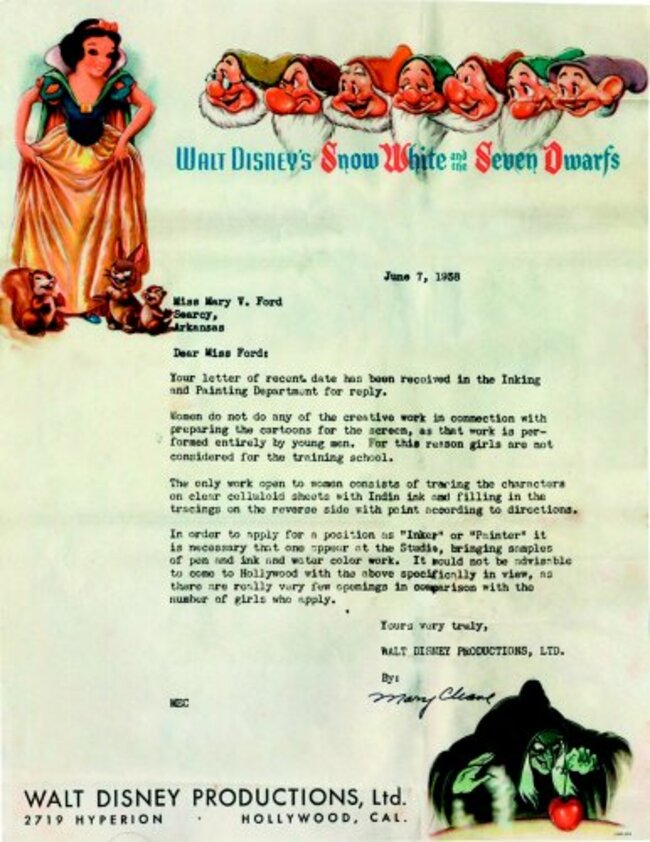 WALT DISNEY'S Snow White and the Seven Dwarfs
June 7, 1938
Miss Mary V. Ford
Searcy,
Arkansas
Dear Miss Ford:
Your letter of recent date has been received in the Inking
and Painting Department for reply.
Women do not do any of the creative work in connection with
preparing the cartoons for the screen, as that work is per-
formed entirely by young men. For this reason girls are not
considered for the training school.
The only work open to women consists of tracing the characters
on clear celluloid sheets with India ink and filling in the
tracings on the reverse side with paint according to directions.
In order to apply for a position as "Inker" or "Painter" it
is necessary that one appear at the Studio, bringing samples
of pen and ink and water color work. It would not be advisable
to come to Hollywood with the above specifically in view, as
there are really very few openings in comparison with the
number of girls who apply.
Yours very truly,
WALT DISNEY PRODUCTIONS, LTD.
By:
Mary Cleave
MEC
WALT DISNEY PRODUCTIONS, Ltd.
2719 HYPERION · HOLLYWOOD, CAL.